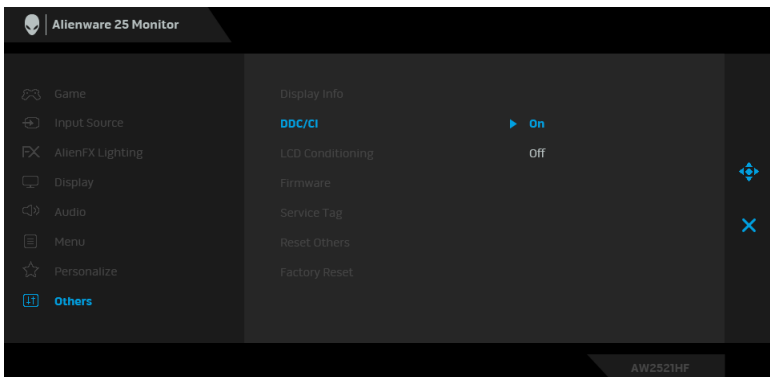 Alienware 25 Monitor
Game
Input Source
AlienFX Lighting
Display
Audio
Menu
Personalize
Others
Display Info
DDC/CI On
LCD Conditioning Off
Firmware
Service Tag
Reset Others
Factory Reset
AW2521HF